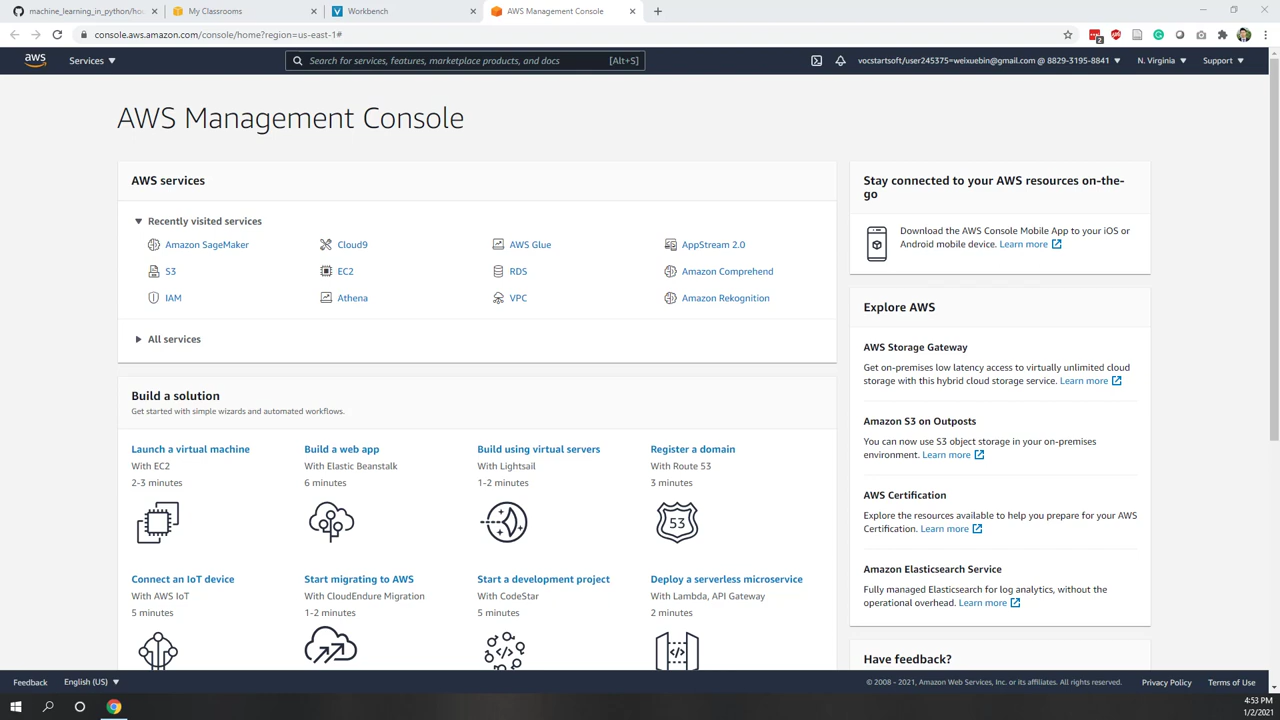 machine_learning_in_python/hou
My Classrooms
Workbench
AWS Management Console
console.aws.amazon.com/console/home?region=us-east-1#
2
aws
Services
Search for services, features, marketplace products, and docs [Alt+S]
vocstartsoft/user245375=weixuebin@gmail.com @ 8829-3195-8841
N. Virginia
Support
AWS Management Console
AWS services
Recently visited services
Amazon SageMaker
Cloud9
AWS Glue
AppStream 2.0
S3
EC2
RDS
Amazon Comprehend
IAM
Athena
VPC
Amazon Rekognition
All services
Build a solution
Get started with simple wizards and automated workflows.
Launch a virtual machine
With EC2
2-3 minutes
Build a web app
With Elastic Beanstalk
6 minutes
Build using virtual servers
With Lightsail
1-2 minutes
Register a domain
With Route 53
3 minutes
53
Connect an IoT device
With AWS IoT
5 minutes
Start migrating to AWS
With CloudEndure Migration
1-2 minutes
Start a development project
With CodeStar
5 minutes
Deploy a serverless microservice
With Lambda, API Gateway
2 minutes
Stay connected to your AWS resources on-the-
go
Download the AWS Console Mobile App to your iOS or
Android mobile device. Learn more
Explore AWS
AWS Storage Gateway
Get on-premises low latency access to virtually unlimited cloud
storage with this hybrid cloud storage service. Learn more
Amazon S3 on Outposts
You can now use S3 object storage in your on-premises
environment. Learn more
AWS Certification
Explore the resources available to help you prepare for your AWS
Certification. Learn more
Amazon Elasticsearch Service
Fully managed Elasticsearch for log analytics, without the
operational overhead. Learn more
Have feedback?
Feedback
English (US)
© 2008 - 2021, Amazon Web Services, Inc. or its affiliates. All rights reserved.
Privacy Policy
Terms of Use
4:53 PM
1/2/2021